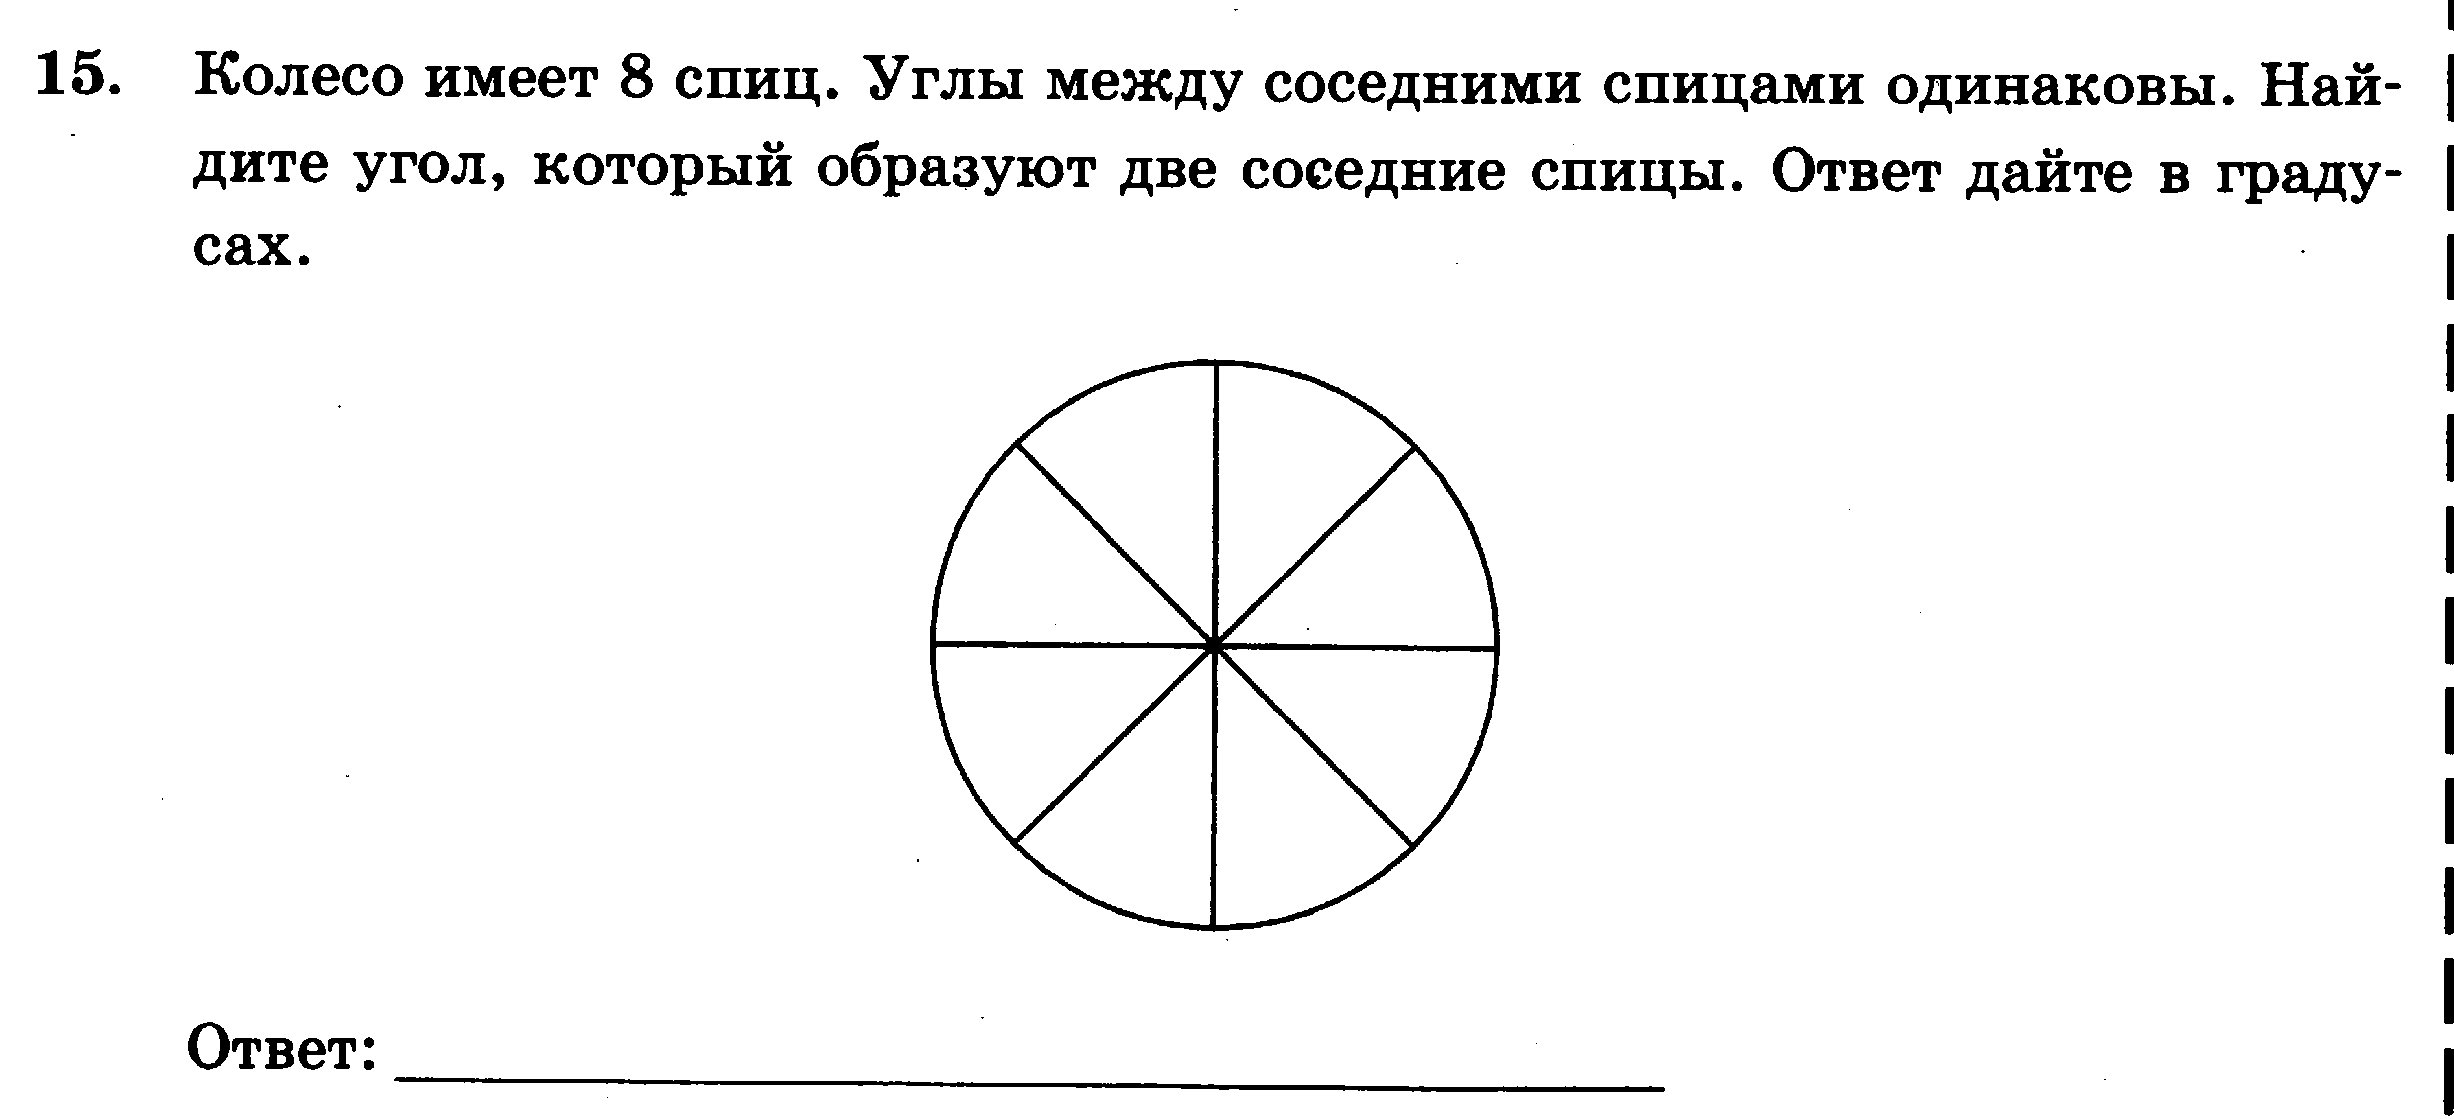 15. Колесо имеет 8 спиц. Углы между соседними спицами одинаковы. Най-
дите угол, который образуют две соседние спицы. Ответ дайте в граду-
сах.
Ответ: